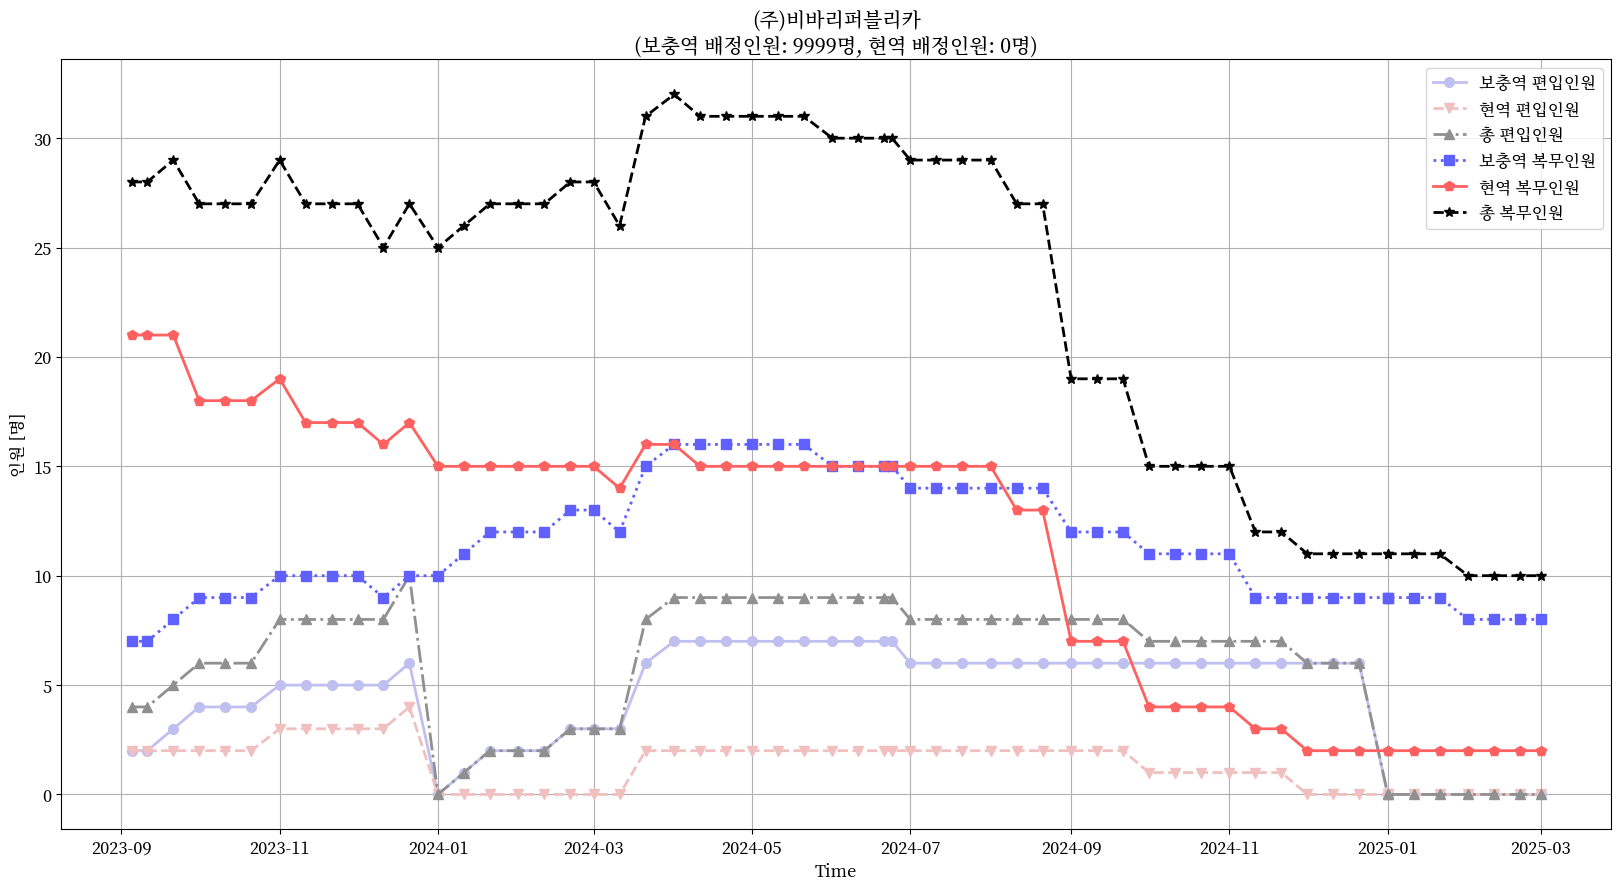 (주)비바리퍼블리카
(보충역 배정인원: 9999명, 현역 배정인원: 0명)
보충역 편입인원
현역 편입인원
총 편입인원
보충역 복무인원
현역 복무인원
총 복무인원
인원 [명]
30
25
20
15
10
5
0
2023-09
2023-11
2024-01
2024-03
2024-05
2024-07
2024-09
2024-11
2025-01
2025-03
Time